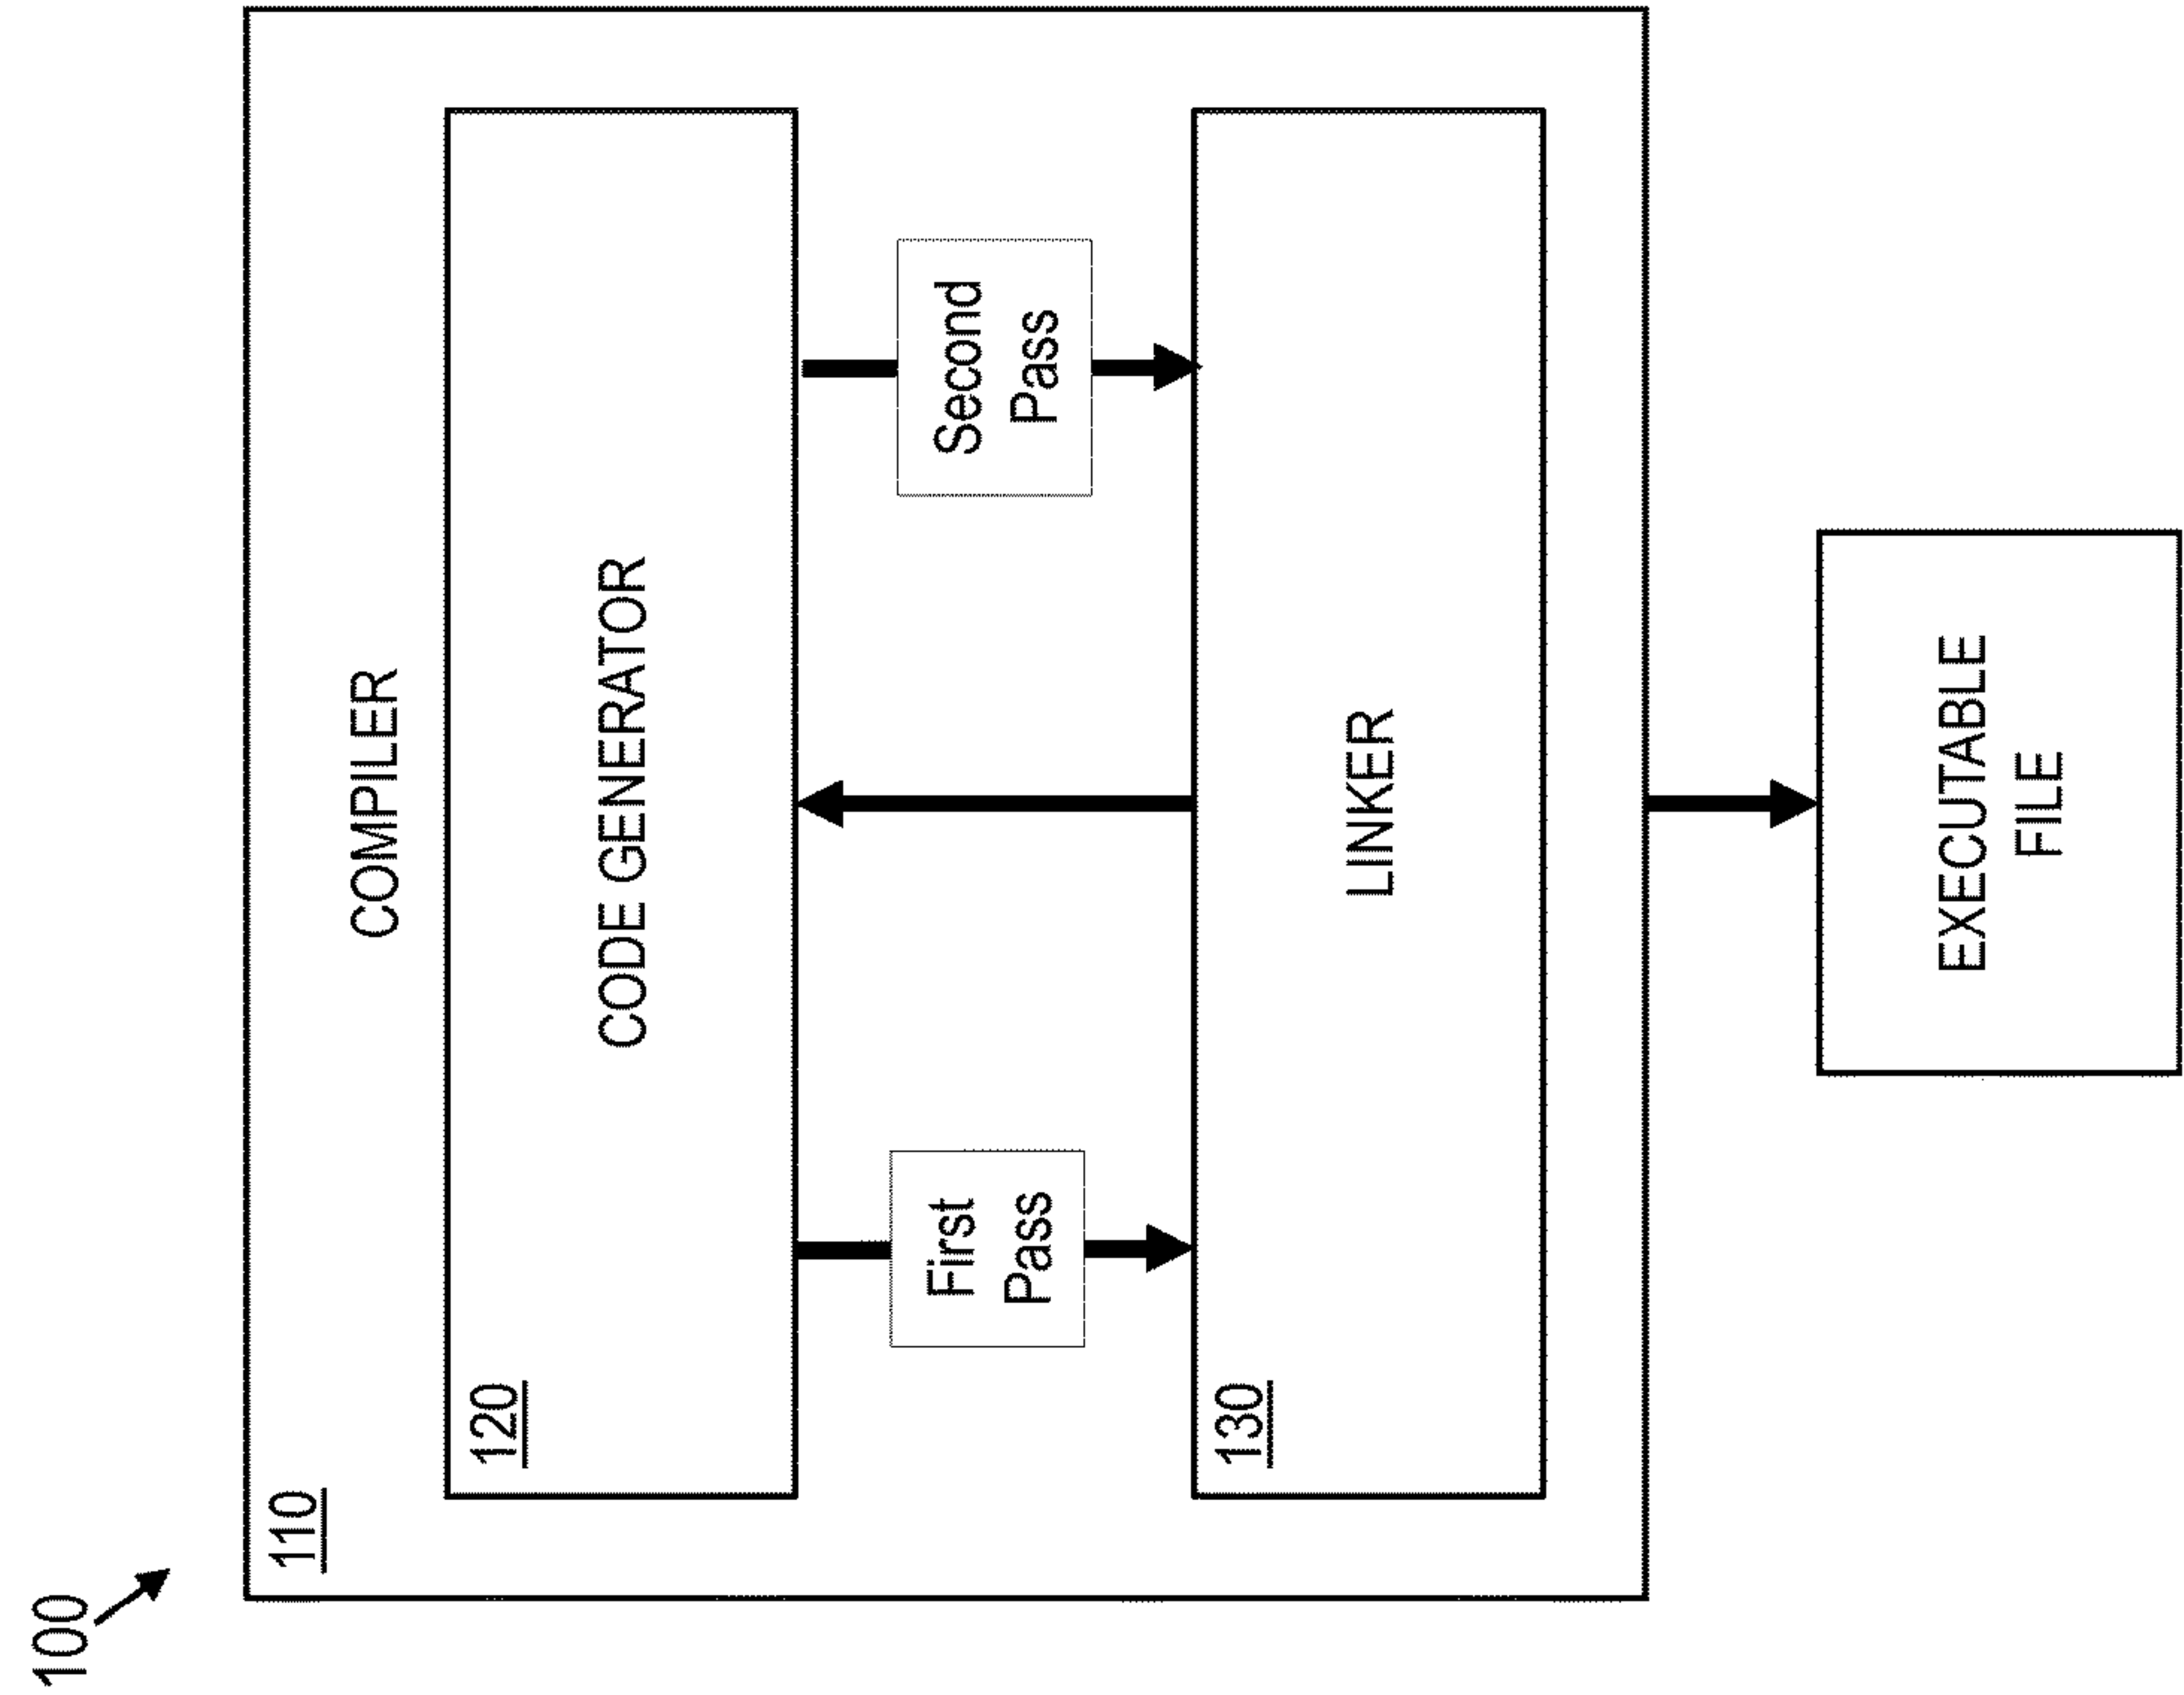 100
110
COMPILER
120
CODE GENERATOR
First
Pass
Second
Pass
130
LINKER
EXECUTABLE
FILE